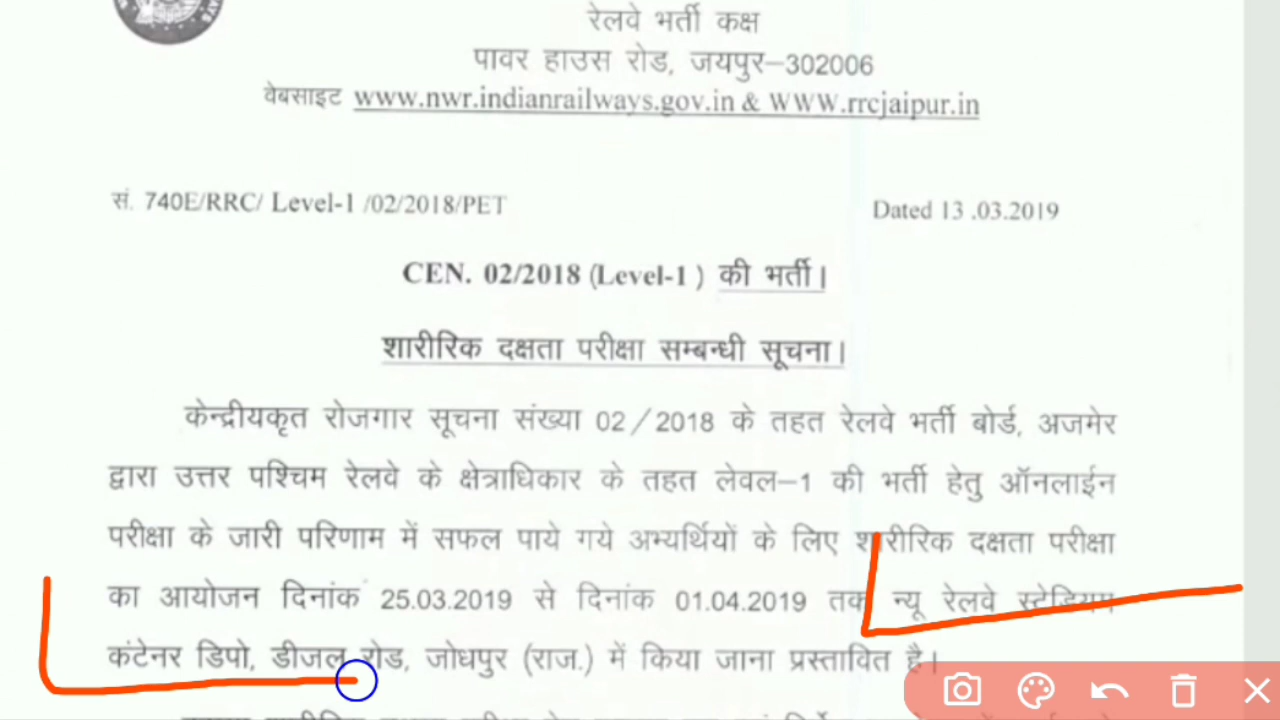 रेलवे भर्ती कक्ष
पावर हाउस रोड, जयपुर–302006
वेबसाइट www.nwr.indianrailways.gov.in & WWW.rrcjaipur.in
सं. 740E/RRC/ Level-1 /02/2018/PET
Dated 13 .03.2019
CEN. 02/2018 (Level-1 ) की भर्ती।
शारीरिक दक्षता परीक्षा सम्बन्धी सूचना।
केन्द्रीयकृत रोजगार सूचना संख्या 02/2018 के तहत रेलवे भर्ती बोर्ड, अजमेर
द्वारा उत्तर पश्चिम रेलवे के क्षेत्राधिकार के तहत लेवल–1 की भर्ती हेतु ऑनलाईन
परीक्षा के जारी परिणाम में सफल पाये गये अभ्यर्थियों के लिए शारीरिक दक्षता परीक्षा
का आयोजन दिनांक 25.03.2019 से दिनांक 01.04.2019 तक न्यू रेलवे स्टेडियम
कंटेनर डिपो, डीजल रोड, जोधपुर (राज.) में किया जाना प्रस्तावित है।